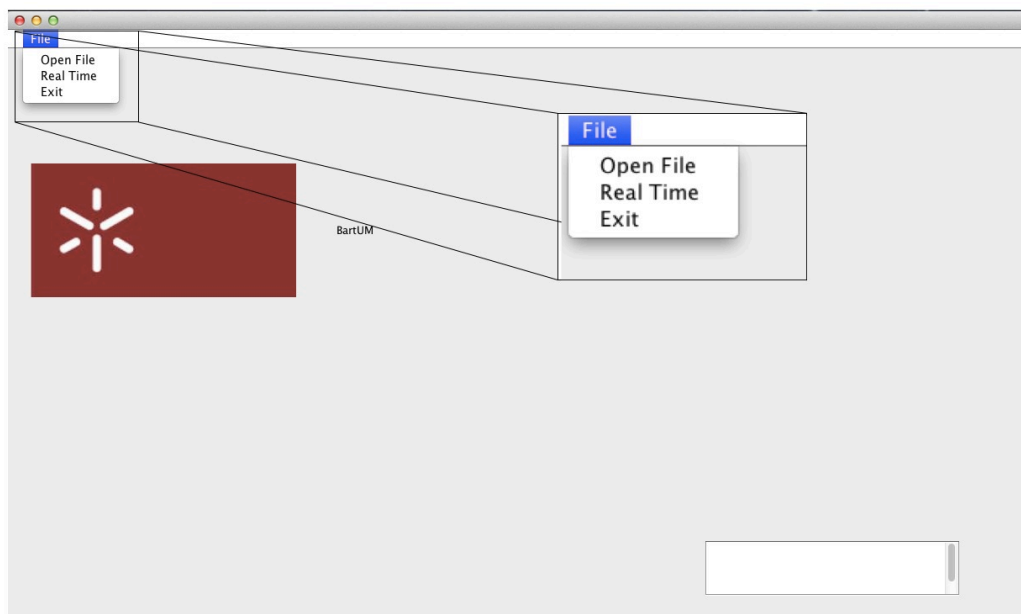 File
Open File
Real Time
Exit
File
Open File
Real Time
Exit
BartUM